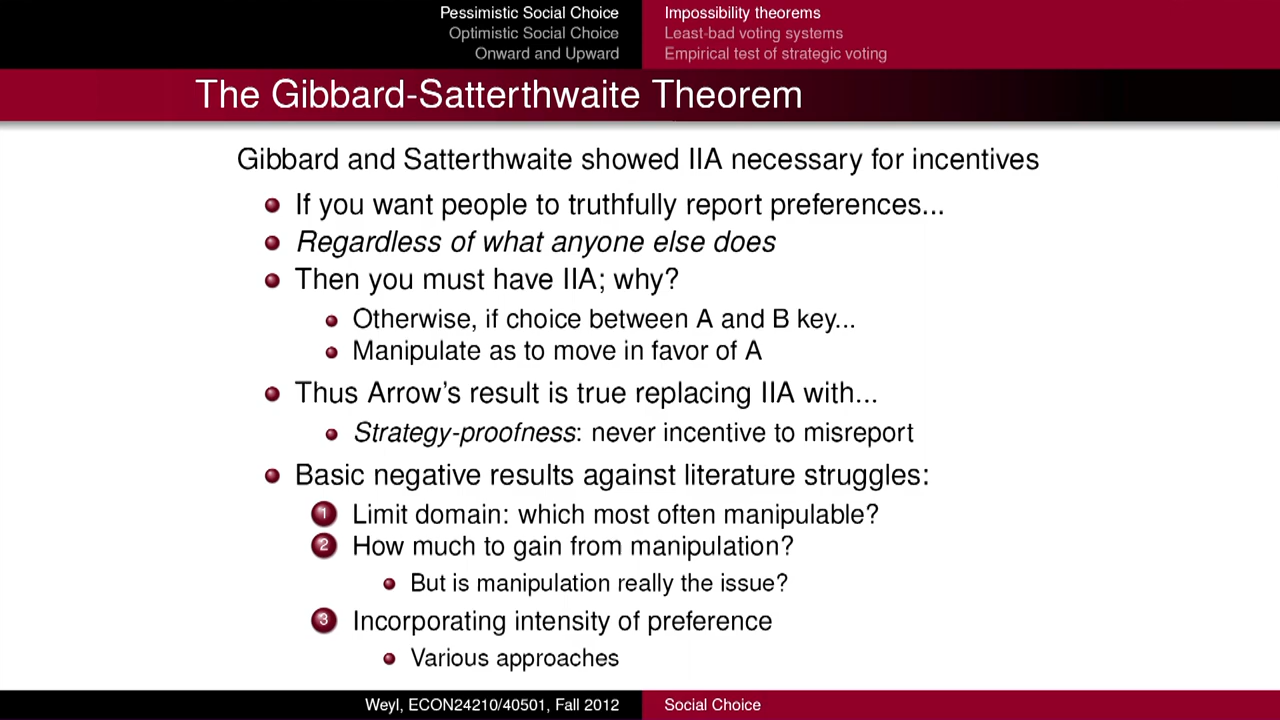 Pessimistic Social Choice
Optimistic Social Choice
Onward and Upward
Impossibility theorems
Least-bad voting systems
Empirical test of strategic voting
The Gibbard-Satterthwaite Theorem
Gibbard and Satterthwaite showed IIA necessary for incentives
If you want people to truthfully report preferences...
Regardless of what anyone else does
Then you must have IIA; why?
Otherwise, if choice between A and B key...
Manipulate as to move in favor of A
Thus Arrow's result is true replacing IIA with...
Strategy-proofness: never incentive to misreport
Basic negative results against literature struggles:
1 Limit domain: which most often manipulable?
2 How much to gain from manipulation?
But is manipulation really the issue?
3 Incorporating intensity of preference
Various approaches
Weyl, ECON24210/40501, Fall 2012
Social Choice